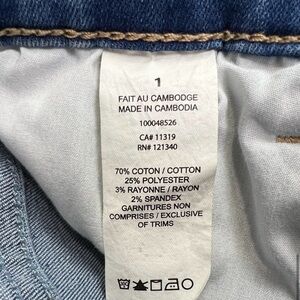 1
FAIT AU CAMBODGE
MADE IN CAMBODIA
100048526
CA# 11319
RN# 121340
70% COTON / COTTON
25% POLYESTER
3% RAYONNE / RAYON
2% SPANDEX
GARNITURES NON
COMPRISES / EXCLUSIVE
OF TRIMS